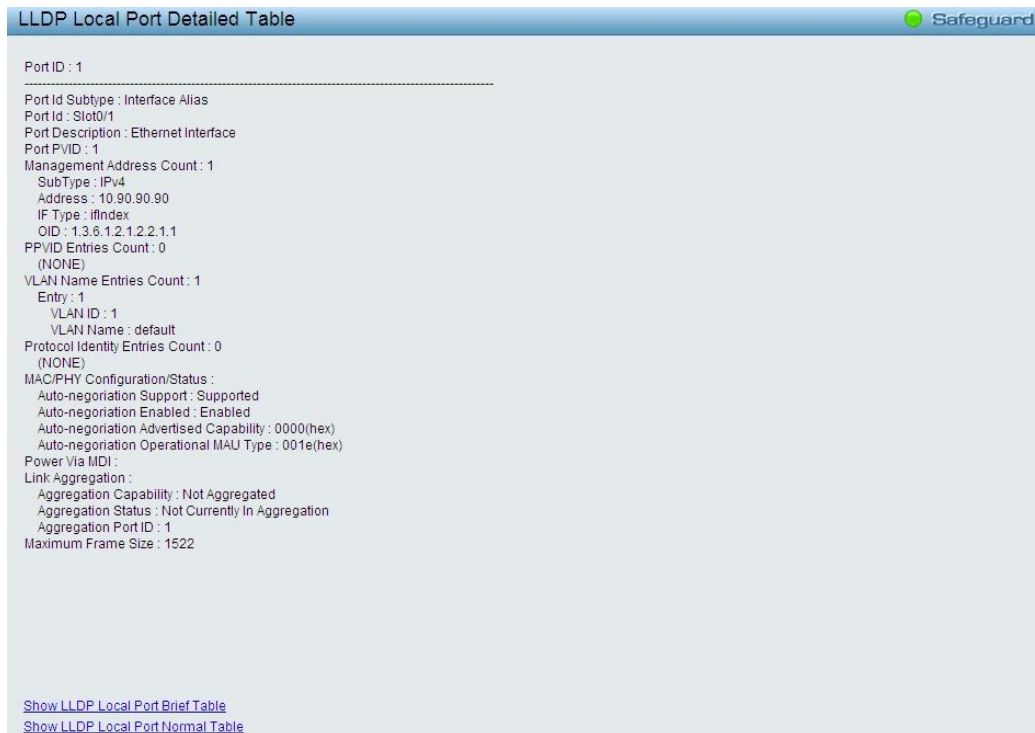 LLDP Local Port Detailed Table
Safeguard
Port ID : 1
--------------------------------------------------------------------------------------------------------------------
Port Id Subtype : Interface Alias
Port Id : Slot0/1
Port Description : Ethernet Interface
Port PVID : 1
Management Address Count : 1
SubType : IPv4
Address : 10.90.90.90
IF Type : ifIndex
OID : 1.3.6.1.2.1.2.2.1.1
PPVID Entries Count : 0
(NONE)
VLAN Name Entries Count : 1
Entry : 1
VLAN ID : 1
VLAN Name : default
Protocol Identity Entries Count : 0
(NONE)
MAC/PHY Configuration/Status :
Auto-negoriation Support : Supported
Auto-negoriation Enabled : Enabled
Auto-negoriation Advertised Capability : 0000(hex)
Auto-negoriation Operational MAU Type : 001e(hex)
Power Via MDI :
Link Aggregation :
Aggregation Capability : Not Aggregated
Aggregation Status : Not Currently In Aggregation
Aggregation Port ID : 1
Maximum Frame Size : 1522
Show LLDP Local Port Brief Table
Show LLDP Local Port Normal Table